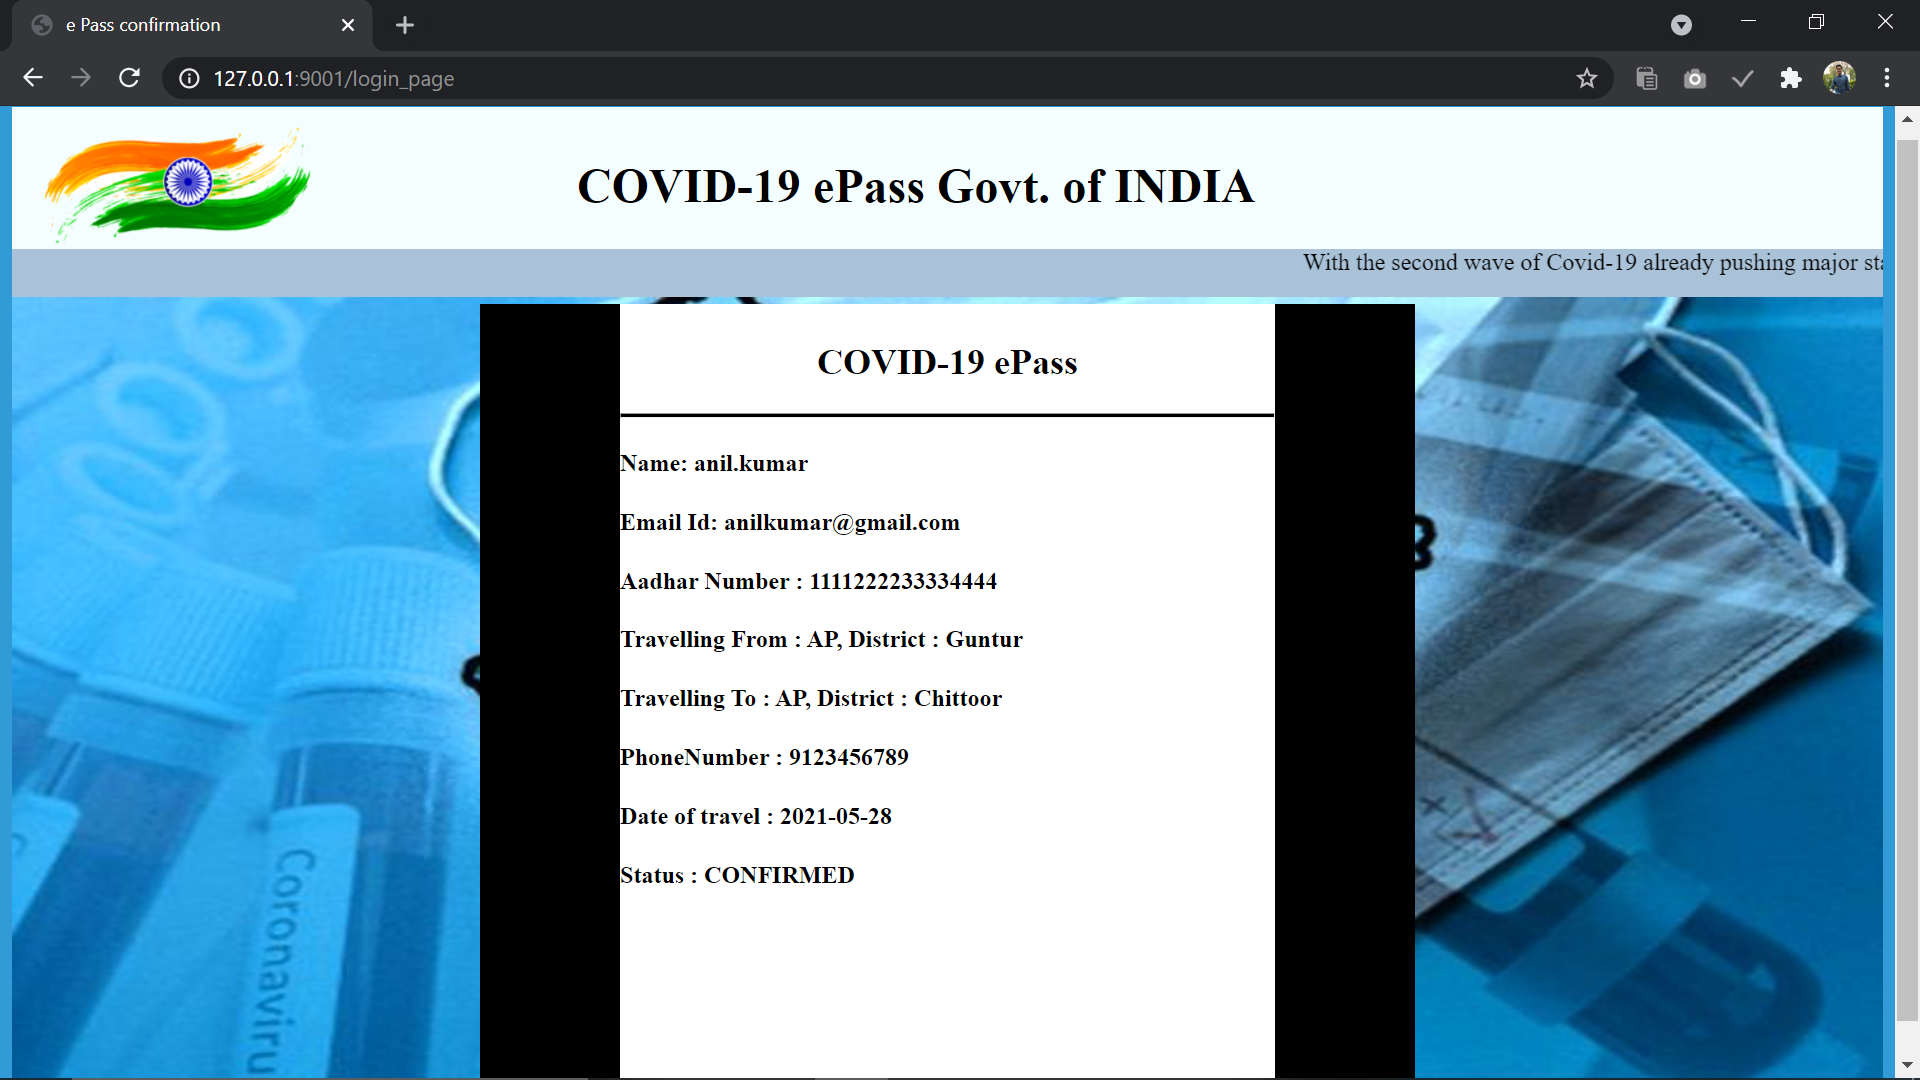 e Pass confirmation
127.0.0.1:9001/login_page
COVID-19 ePass Govt. of INDIA
With the second wave of Covid-19 already pushing major
COVID-19 ePass
Name: anil.kumar
Email Id: anilkumar@gmail.com
Aadhar Number : 1111222233334444
Travelling From : AP, District : Guntur
Travelling To : AP, District : Chittoor
PhoneNumber : 9123456789
Date of travel : 2021-05-28
Status : CONFIRMED
Coronaviru